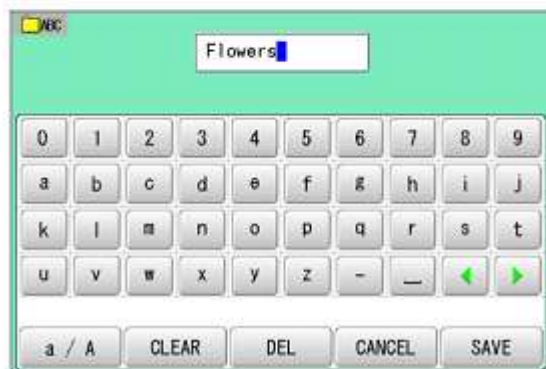 ABC
Flowers
0 1 2 3 4 5 6 7 8 9
a b c d e f g h i j
k l m n o p q r s t
u v w x y z - _
a / A CLEAR DEL CANCEL SAVE